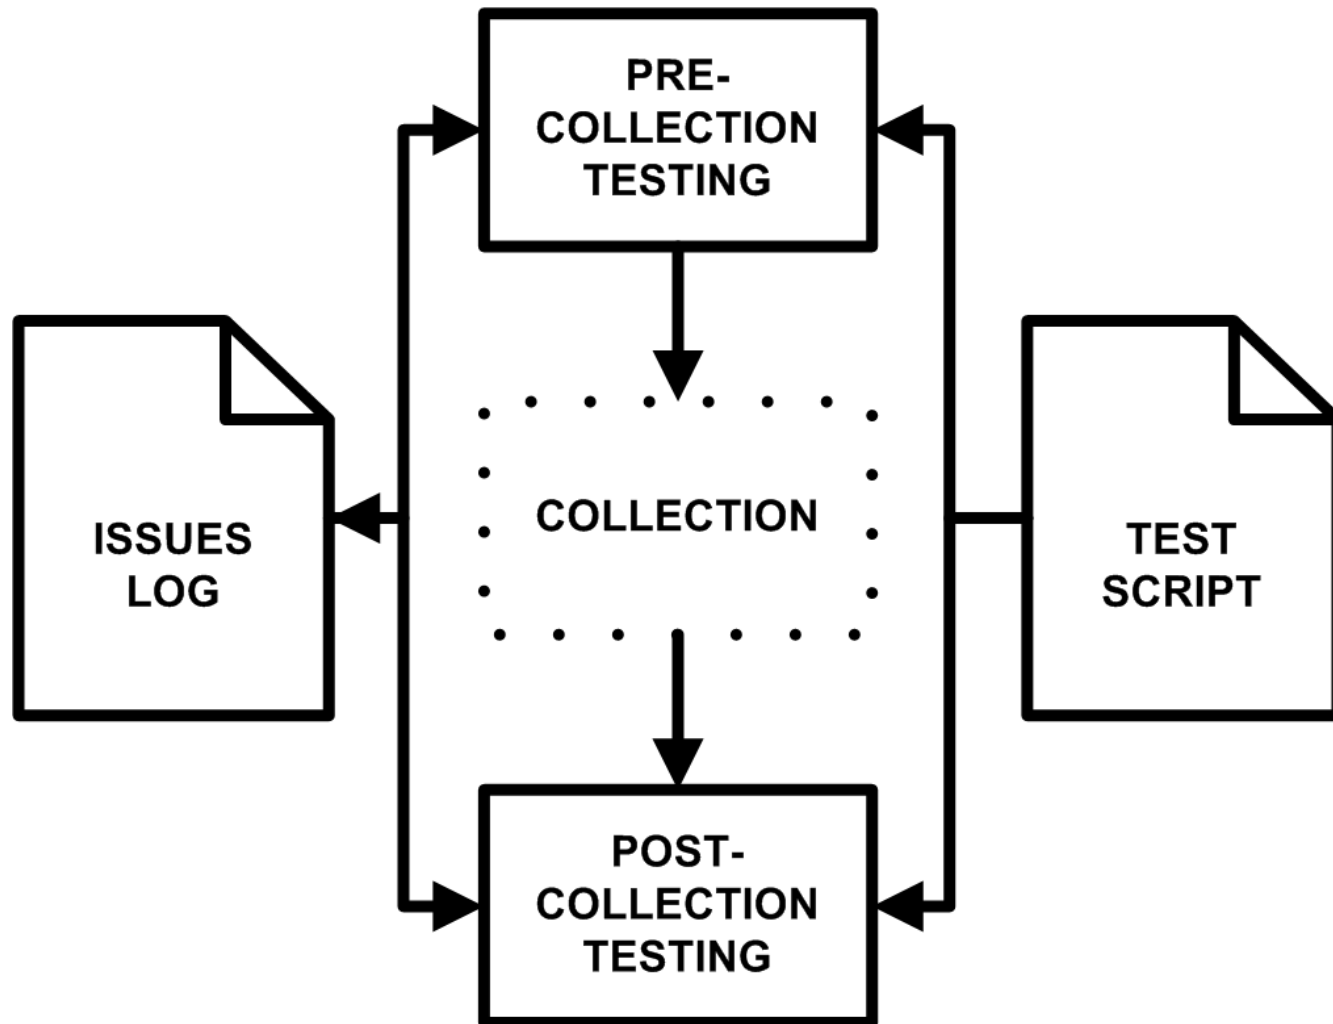 PRE-
COLLECTION
TESTING
COLLECTION
ISSUES
LOG
TEST
SCRIPT
POST-
COLLECTION
TESTING